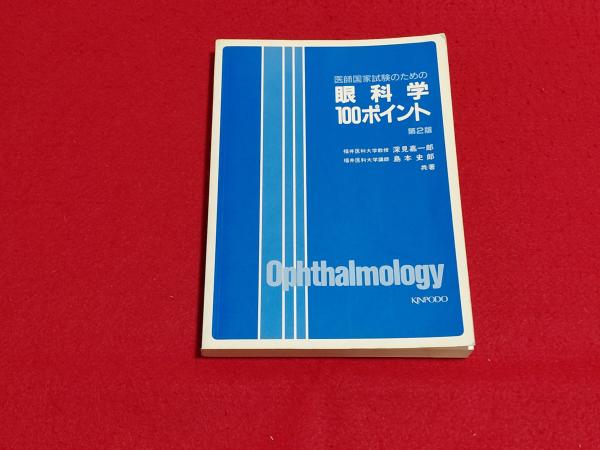 医師国家試験のための
眼科学
100ポイント
第2版
福井医科大学教授 深見嘉一郎
福井医科大学講師 島本史郎
共著
Ophthalmology
KINPODO